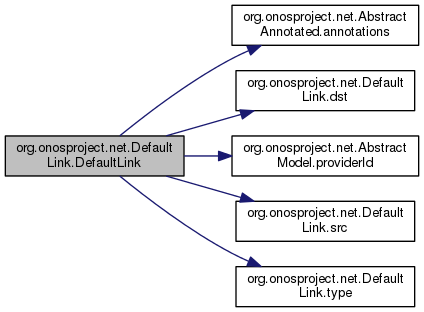 org.onosproject.net.Abstract
Annotated.annotations
org.onosproject.net.Default
Link.dst
org.onosproject.net.Default
Link.DefaultLink
org.onosproject.net.Abstract
Model.providerId
org.onosproject.net.Default
Link.src
org.onosproject.net.Default
Link.type